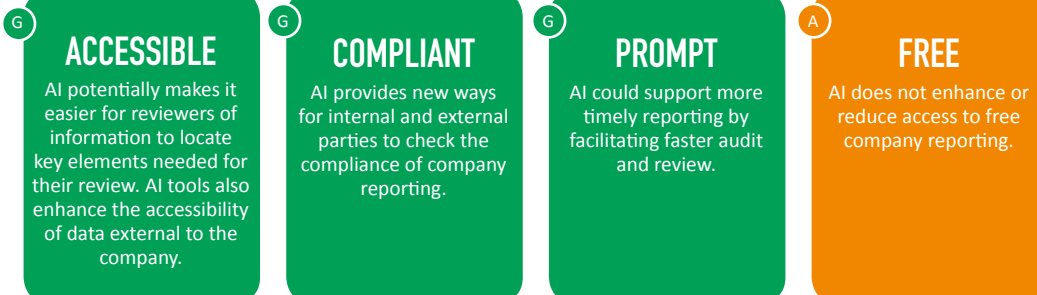 G
ACCESSIBLE
AI potentially makes it
easier for reviewers of
information to locate
key elements needed for
their review. AI tools also
enhance the accessibility
of data external to the
company.
G
COMPLIANT
AI provides new ways
for internal and external
parties to check the
compliance of company
reporting.
G
PROMPT
AI could support more
timely reporting by
facilitating faster audit
and review.
A
FREE
AI does not enhance or
reduce access to free
company reporting.